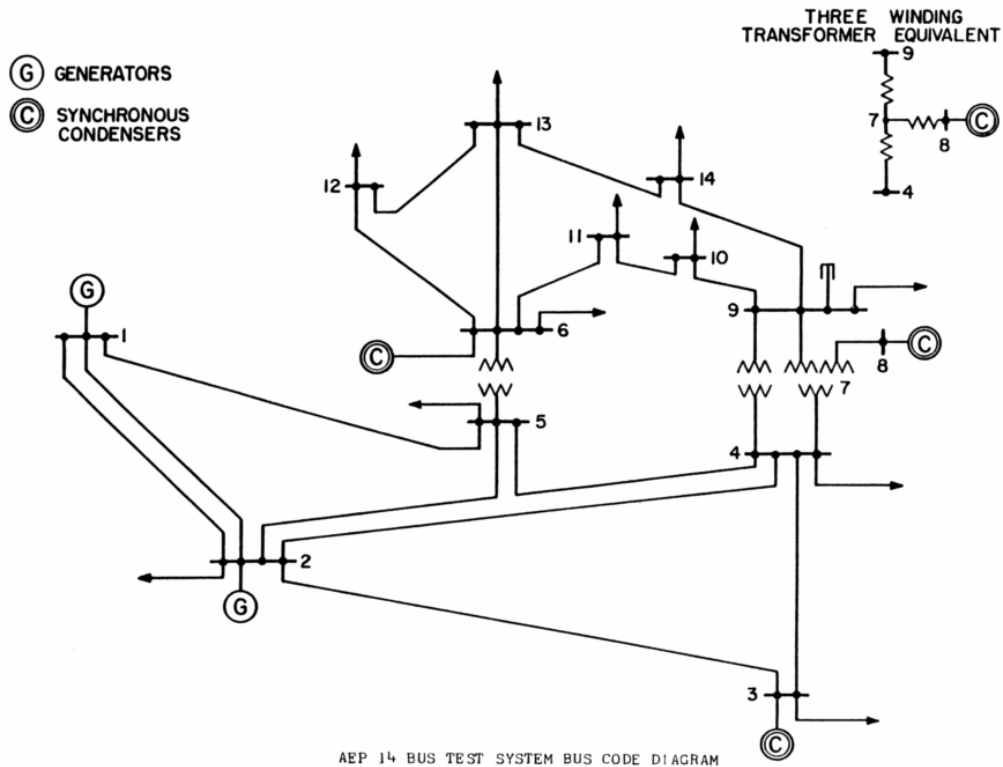 THREE WINDING
TRANSFORMER EQUIVALENT
9
7
C
8
4
G GENERATORS
C SYNCHRONOUS
CONDENSERS
13
12
14
11
10
G
1
9
6
C
8
C
7
5
4
2
G
3
C
AEP 14 BUS TEST SYSTEM BUS CODE DIAGRAM